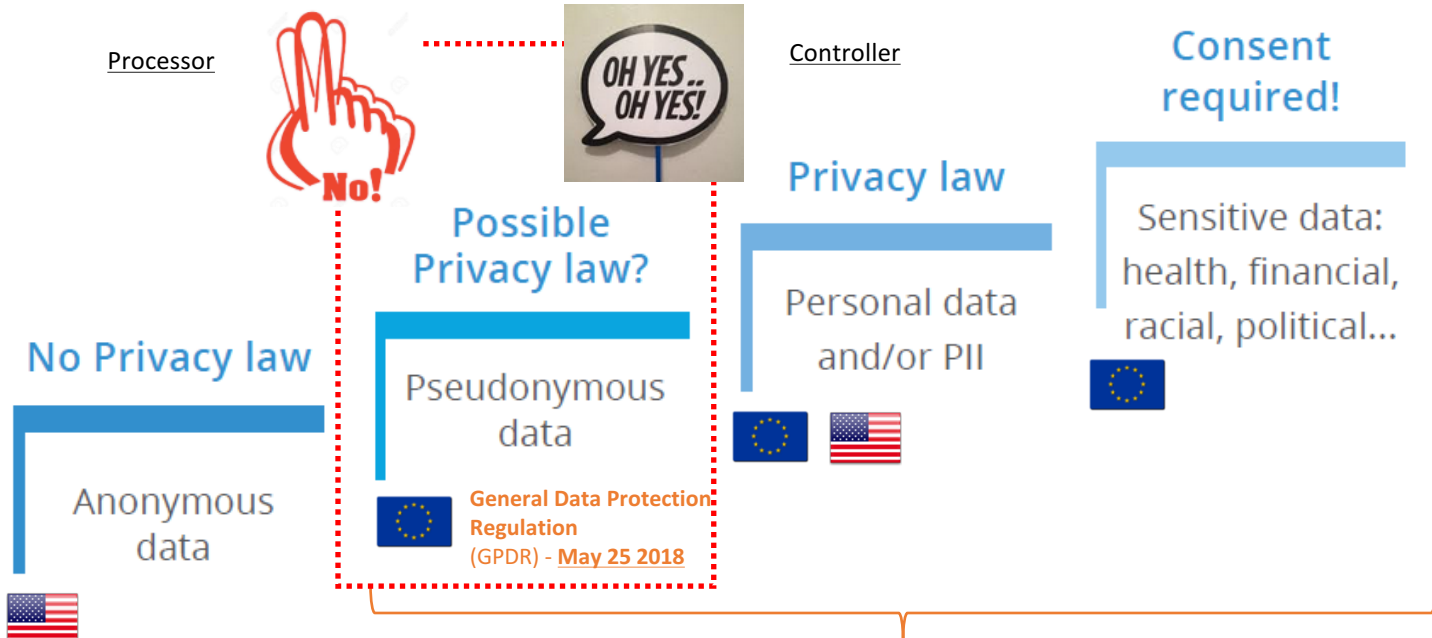 Processor
No!
OH YES..
OH YES!
Controller
Consent
required!
Privacy law
Sensitive data:
health, financial,
racial, political...
Possible
Privacy law?
Personal data
and/or PII
No Privacy law
Pseudonymous
data
Anonymous
data
General Data Protection
Regulation
(GPDR) - May 25 2018